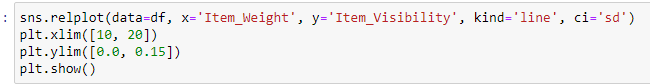 : sns.relplot(data=df, x='Item_Weight', y='Item_Visibility', kind='line', ci='sd')
plt.xlim([10, 20])
plt.ylim([0.0, 0.15])
plt.show()